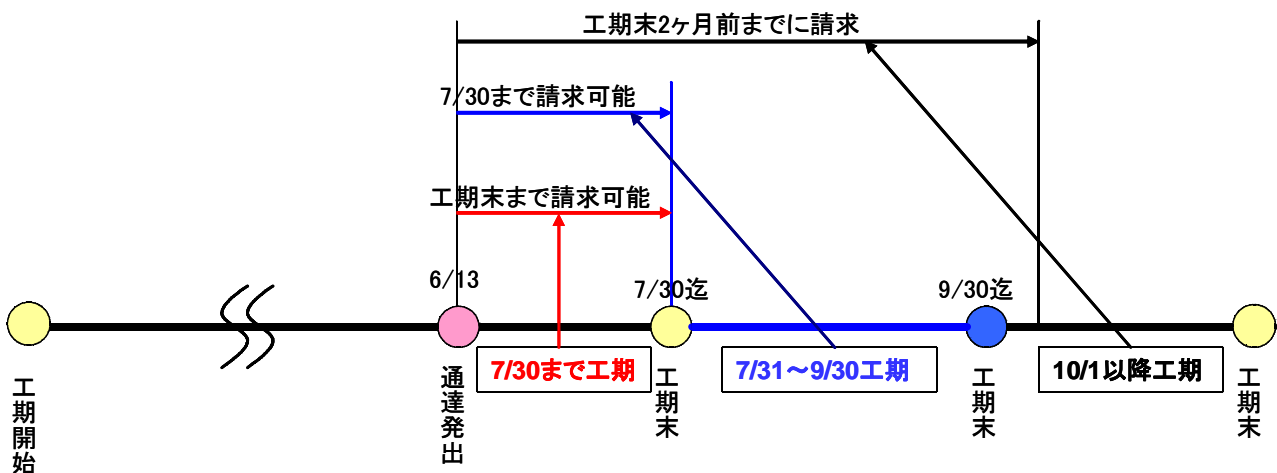 工期末2ヶ月前までに請求
7/30まで請求可能
工期末まで請求可能
6/13
7/30迄
9/30迄
7/30まで工期
7/31～9/30工期
10/1以降工期
工期開始
通達発出
工期末
工期末
工期末